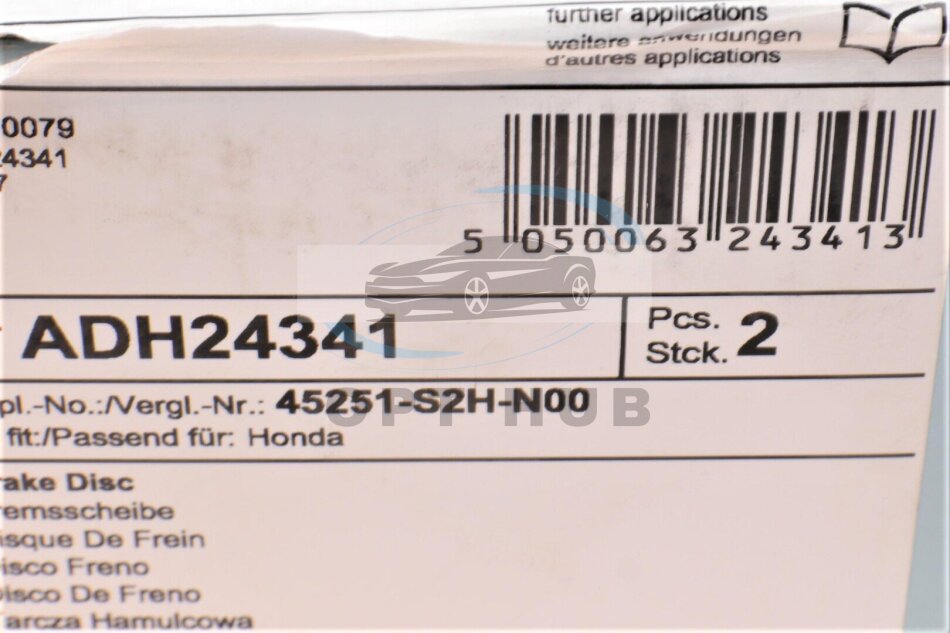 further applications
weitere anwendungen
d'autres applications
0079
24341
7
5 050063 243413
ADH24341
Pcs.
Stck. 2
pl.-No.:/Vergl.-Nr.: 45251-S2H-N00
OPT HUB
fit:/Passend für: Honda
rake Disc
remsscheibe
isque De Frein
isco Freno
isco De Freno
arcza Hamulcowa